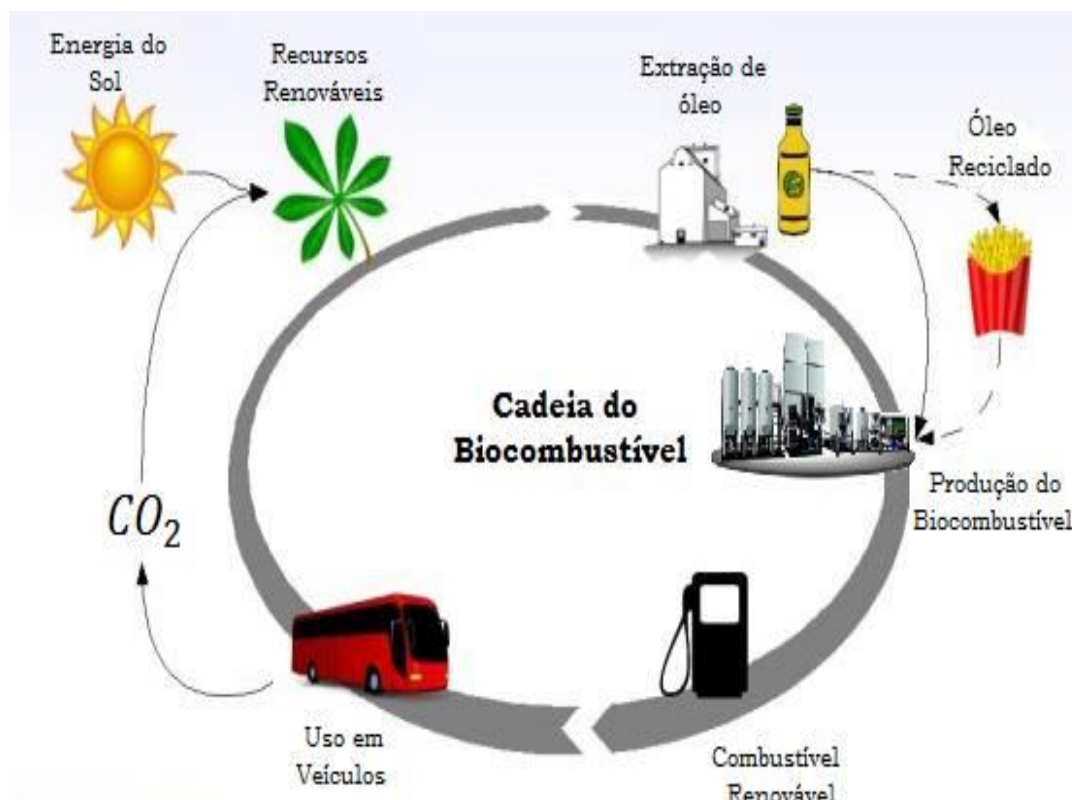 Energia do
Sol
Recursos
Renováveis
Extração de
óleo
Óleo
Reciclado
Cadeia do
Biocombustível
Produção do
Biocombustível
CO₂
Uso em
Veículos
Combustível
Renovável